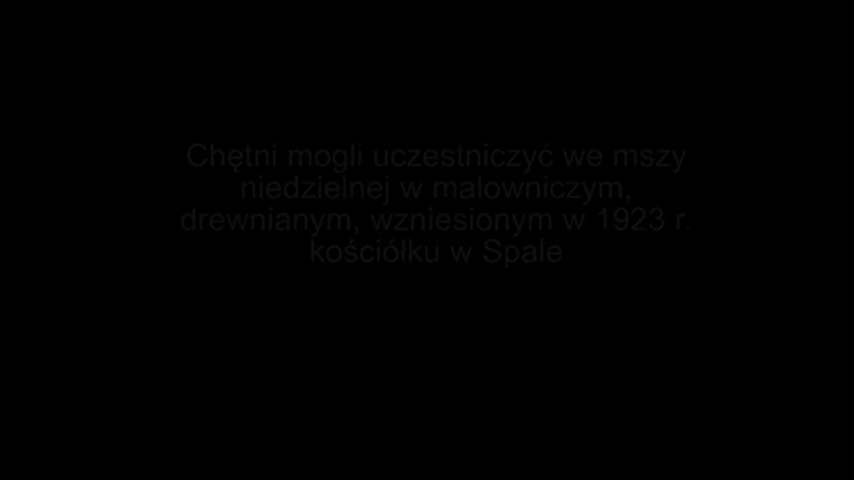 Chętni mogli uczestniczyć we mszy
niedzielnej w malowniczym,
drewnianym, wzniesionym w 1923 r.
kościółku w Spale